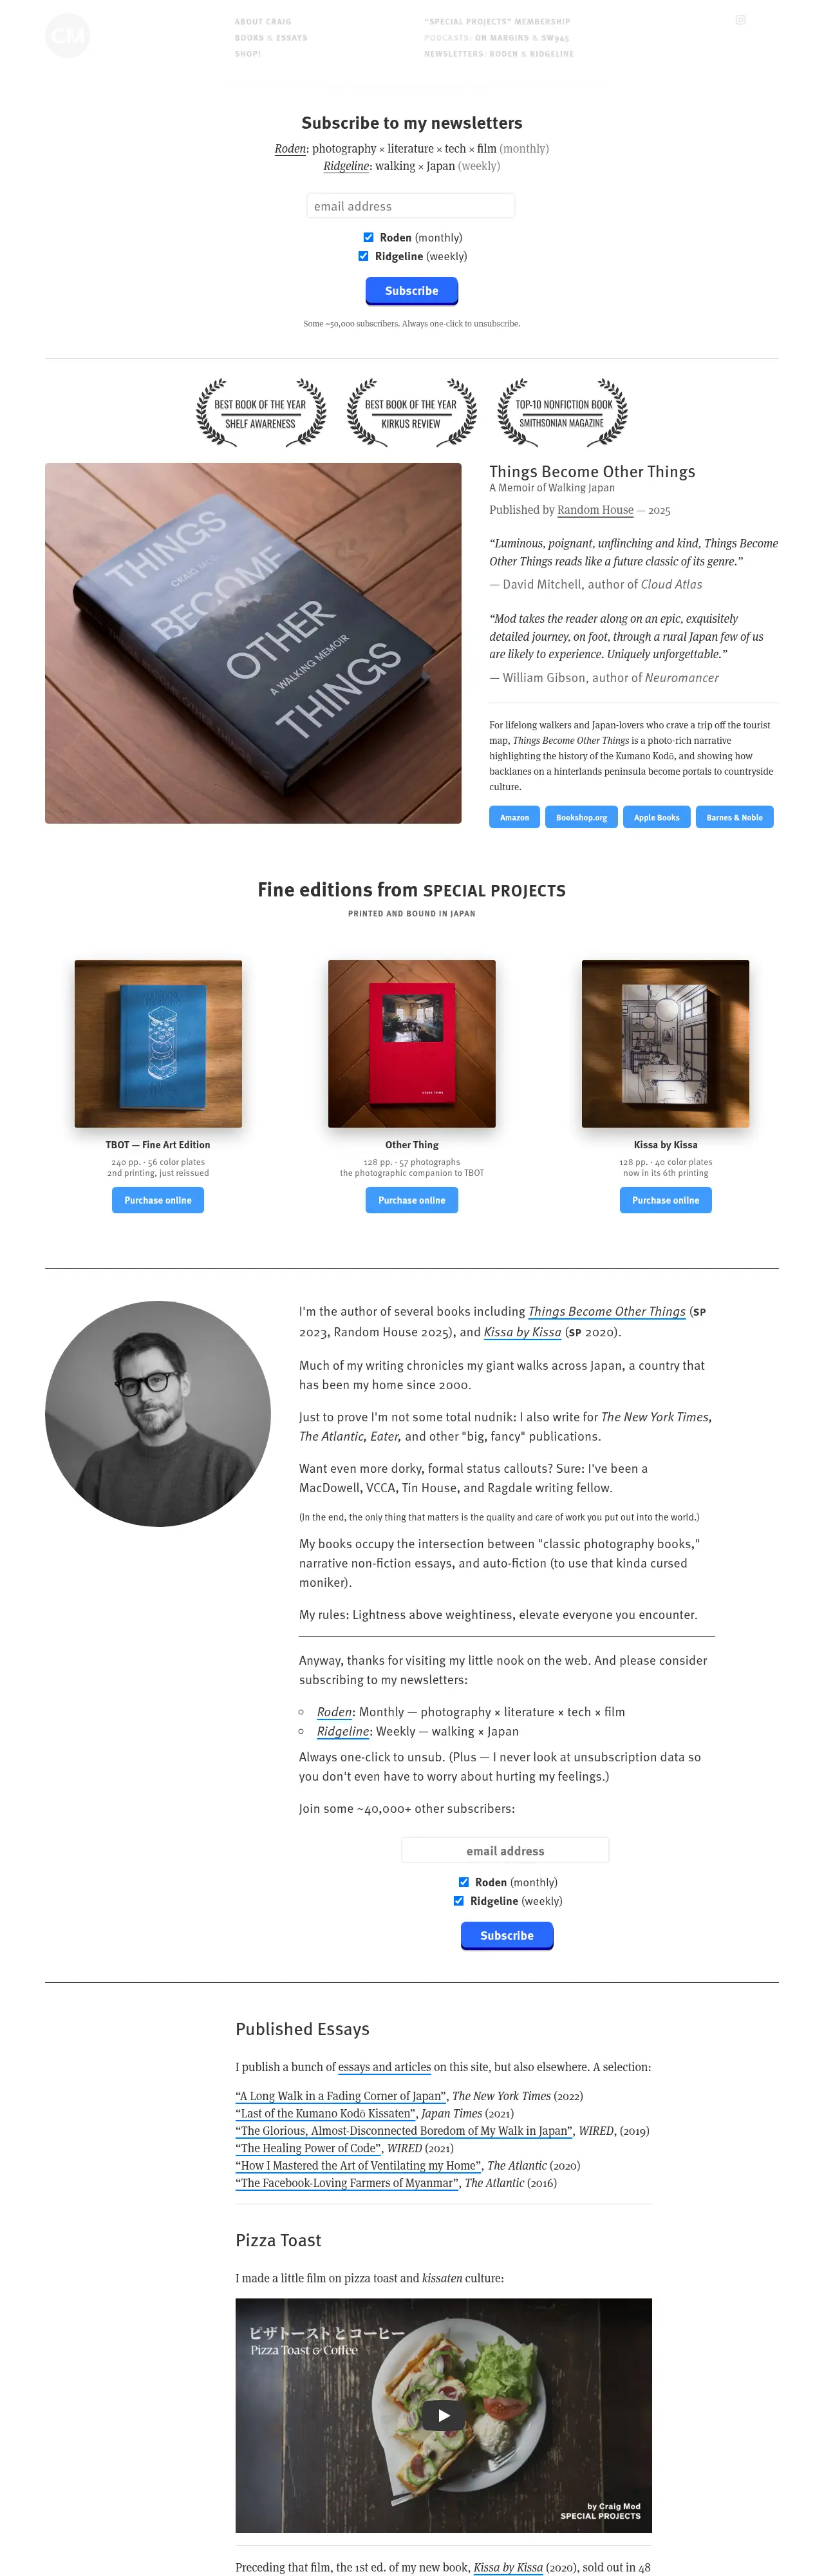 CM
ABOUT CRAIG
BOOKS & ESSAYS
SHOP!
“SPECIAL PROJECTS” MEMBERSHIP
PODCASTS: ON MARGINS & SW945
NEWSLETTERS: RODEN & RIDGELINE
Subscribe to my newsletters
Roden: photography × literature × tech × film (monthly)
Ridgeline: walking × Japan (weekly)
email address
Roden (monthly)
Ridgeline (weekly)
Subscribe
Some ~50,000 subscribers. Always one-click to unsubscribe.
BEST BOOK OF THE YEAR
SHELF AWARENESS
BEST BOOK OF THE YEAR
KIRKUS REVIEW
TOP-10 NONFICTION BOOK
SMITHSONIAN MAGAZINE
THINGS
CRAIG MOD
BECOME
OTHER
A WALKING MEMOIR
THINGS
THINGS BECOME OTHER THINGS
Things Become Other Things
A Memoir of Walking Japan
Published by Random House — 2025
“Luminous, poignant, unflinching and kind, Things Become
Other Things reads like a future classic of its genre.”
— David Mitchell, author of Cloud Atlas
“Mod takes the reader along on an epic, exquisitely
detailed journey, on foot, through a rural Japan few of us
are likely to experience. Uniquely unforgettable.”
— William Gibson, author of Neuromancer
For lifelong walkers and Japan-lovers who crave a trip off the tourist
map, Things Become Other Things is a photo-rich narrative
highlighting the history of the Kumano Kodō, and showing how
backlanes on a hinterlands peninsula become portals to countryside
culture.
Amazon
Bookshop.org
Apple Books
Barnes & Noble
Fine editions from SPECIAL PROJECTS
PRINTED AND BOUND IN JAPAN
OTHER THING
TBOT — Fine Art Edition
240 pp. · 56 color plates
2nd printing, just reissued
Purchase online
Other Thing
128 pp. · 57 photographs
the photographic companion to TBOT
Purchase online
Kissa by Kissa
128 pp. · 40 color plates
now in its 6th printing
Purchase online
I'm the author of several books including Things Become Other Things (SP
2023, Random House 2025), and Kissa by Kissa (SP 2020).
Much of my writing chronicles my giant walks across Japan, a country that
has been my home since 2000.
Just to prove I'm not some total nudnik: I also write for The New York Times,
The Atlantic, Eater, and other "big, fancy" publications.
Want even more dorky, formal status callouts? Sure: I've been a
MacDowell, VCCA, Tin House, and Ragdale writing fellow.
(In the end, the only thing that matters is the quality and care of work you put out into the world.)
My books occupy the intersection between "classic photography books,"
narrative non-fiction essays, and auto-fiction (to use that kinda cursed
moniker).
My rules: Lightness above weightiness, elevate everyone you encounter.
Anyway, thanks for visiting my little nook on the web. And please consider
subscribing to my newsletters:
Roden: Monthly — photography × literature × tech × film
Ridgeline: Weekly — walking × Japan
Always one-click to unsub. (Plus — I never look at unsubscription data so
you don't even have to worry about hurting my feelings.)
Join some ~40,000+ other subscribers:
email address
Roden (monthly)
Ridgeline (weekly)
Subscribe
Published Essays
I publish a bunch of essays and articles on this site, but also elsewhere. A selection:
“A Long Walk in a Fading Corner of Japan”, The New York Times (2022)
“Last of the Kumano Kodō Kissaten”, Japan Times (2021)
“The Glorious, Almost-Disconnected Boredom of My Walk in Japan”, WIRED, (2019)
“The Healing Power of Code”, WIRED (2021)
“How I Mastered the Art of Ventilating my Home”, The Atlantic (2020)
“The Facebook-Loving Farmers of Myanmar”, The Atlantic (2016)
Pizza Toast
I made a little film on pizza toast and kissaten culture:
ピザトーストとコーヒー
Pizza Toast & Coffee
by Craig Mod
SPECIAL PROJECTS
Preceding that film, the 1st ed. of my new book, Kissa by Kissa (2020), sold out in 48